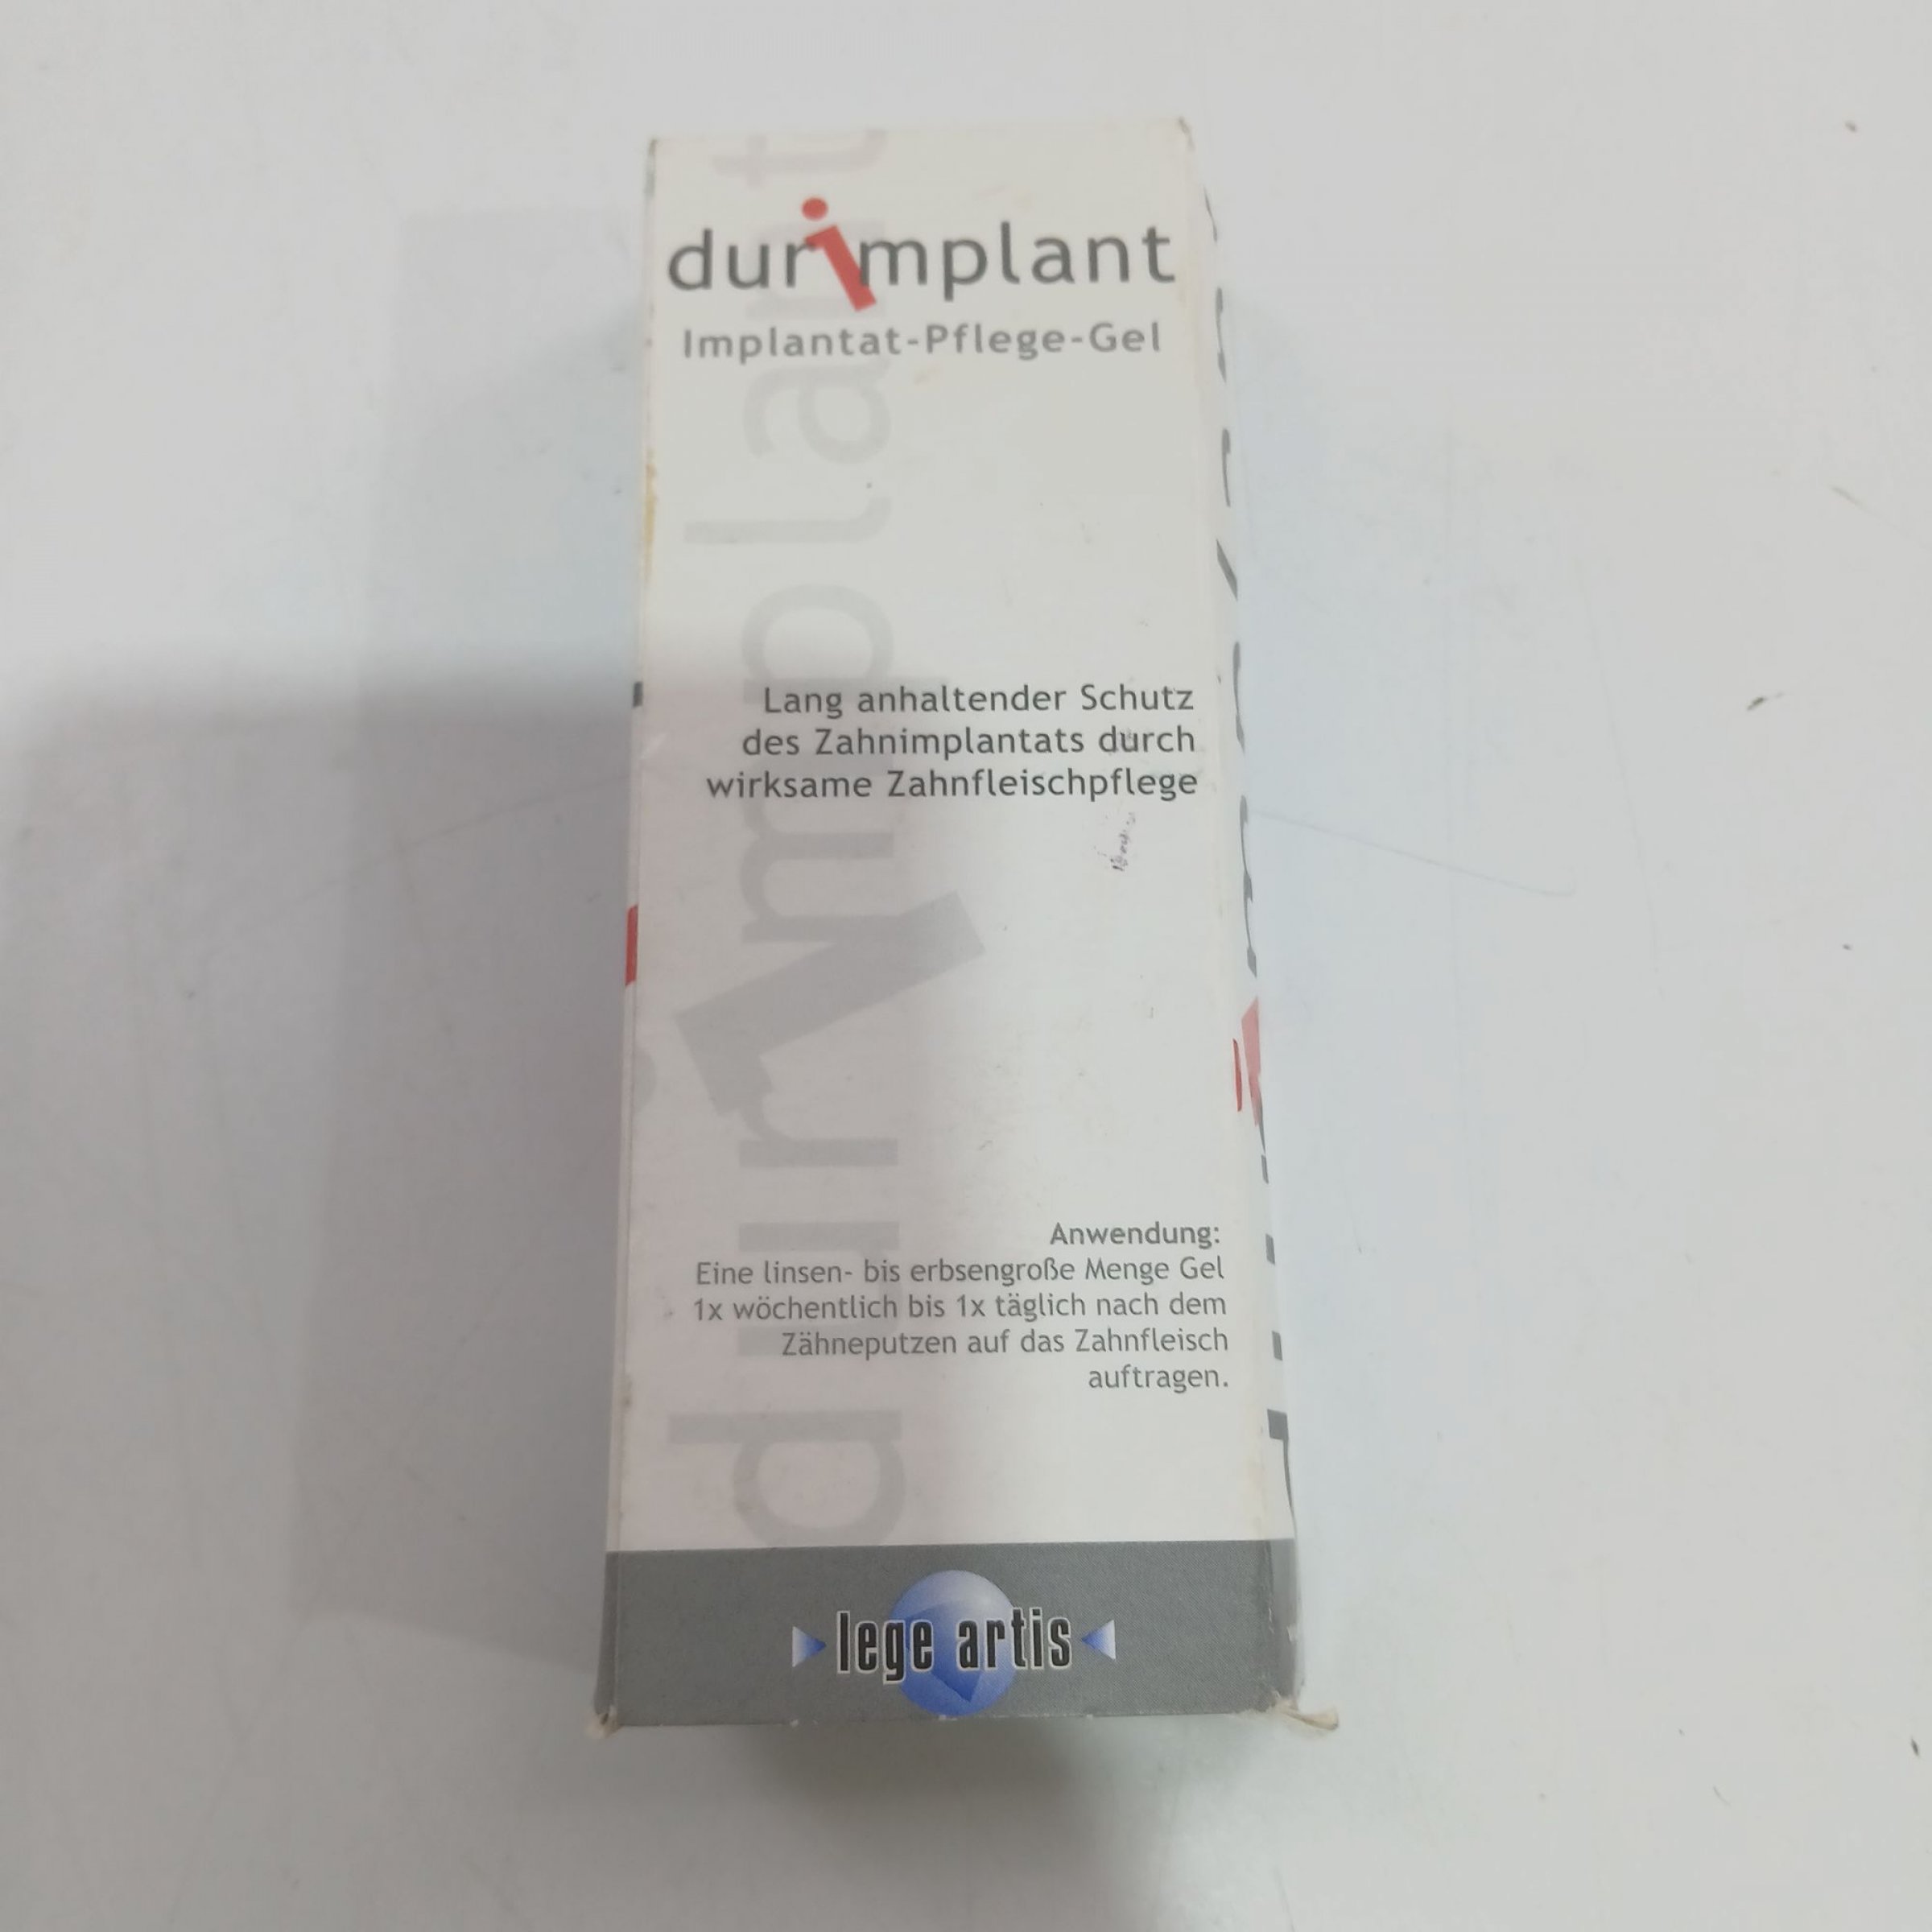 durimplant
Implantat-Pflege-Gel
durimplant
Lang anhaltender Schutz
des Zahnimplantats durch
wirksame Zahnfleischpflege
Anwendung:
Eine linsen- bis erbsengroße Menge Gel
1x wöchentlich bis 1x täglich nach dem
Zähneputzen auf das Zahnfleisch
auftragen.
lege artis